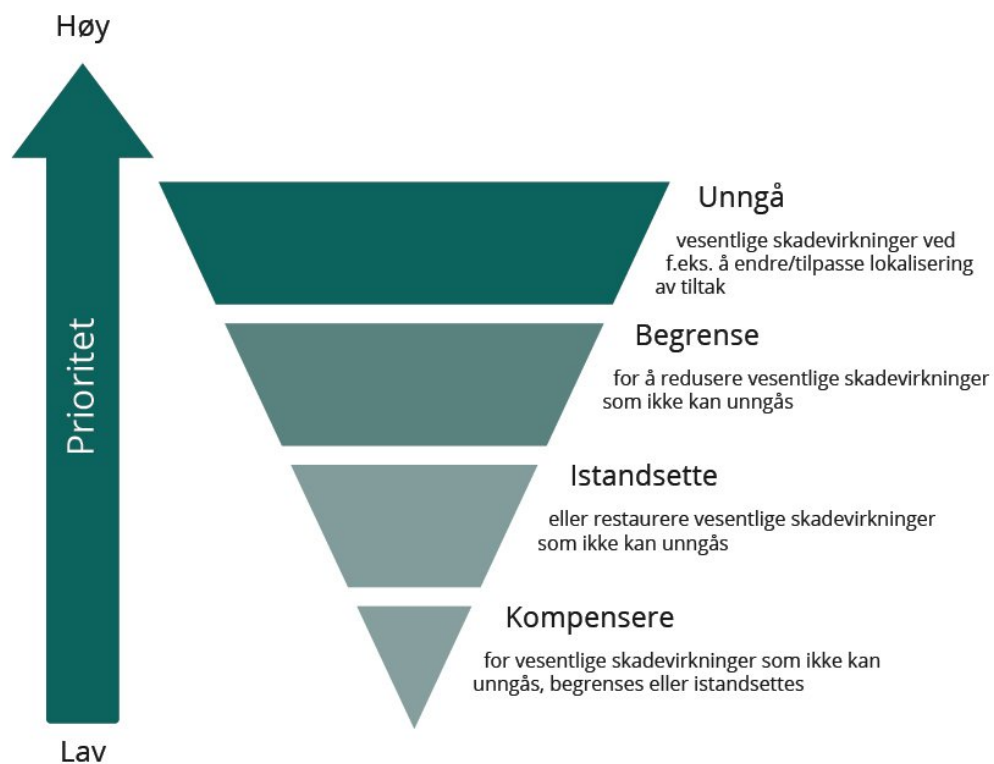 Høy
Prioritet
Unngå
vesentlige skadevirkninger ved
f.eks. å endre/tilpasse lokalisering
av tiltak
Begrense
for å redusere vesentlige skadevirkninger
som ikke kan unngås
Istandsette
eller restaurere vesentlige skadevirkninger
som ikke kan unngås
Kompensere
for vesentlige skadevirkninger som ikke kan
unngås, begrenses eller istandsettes
Lav